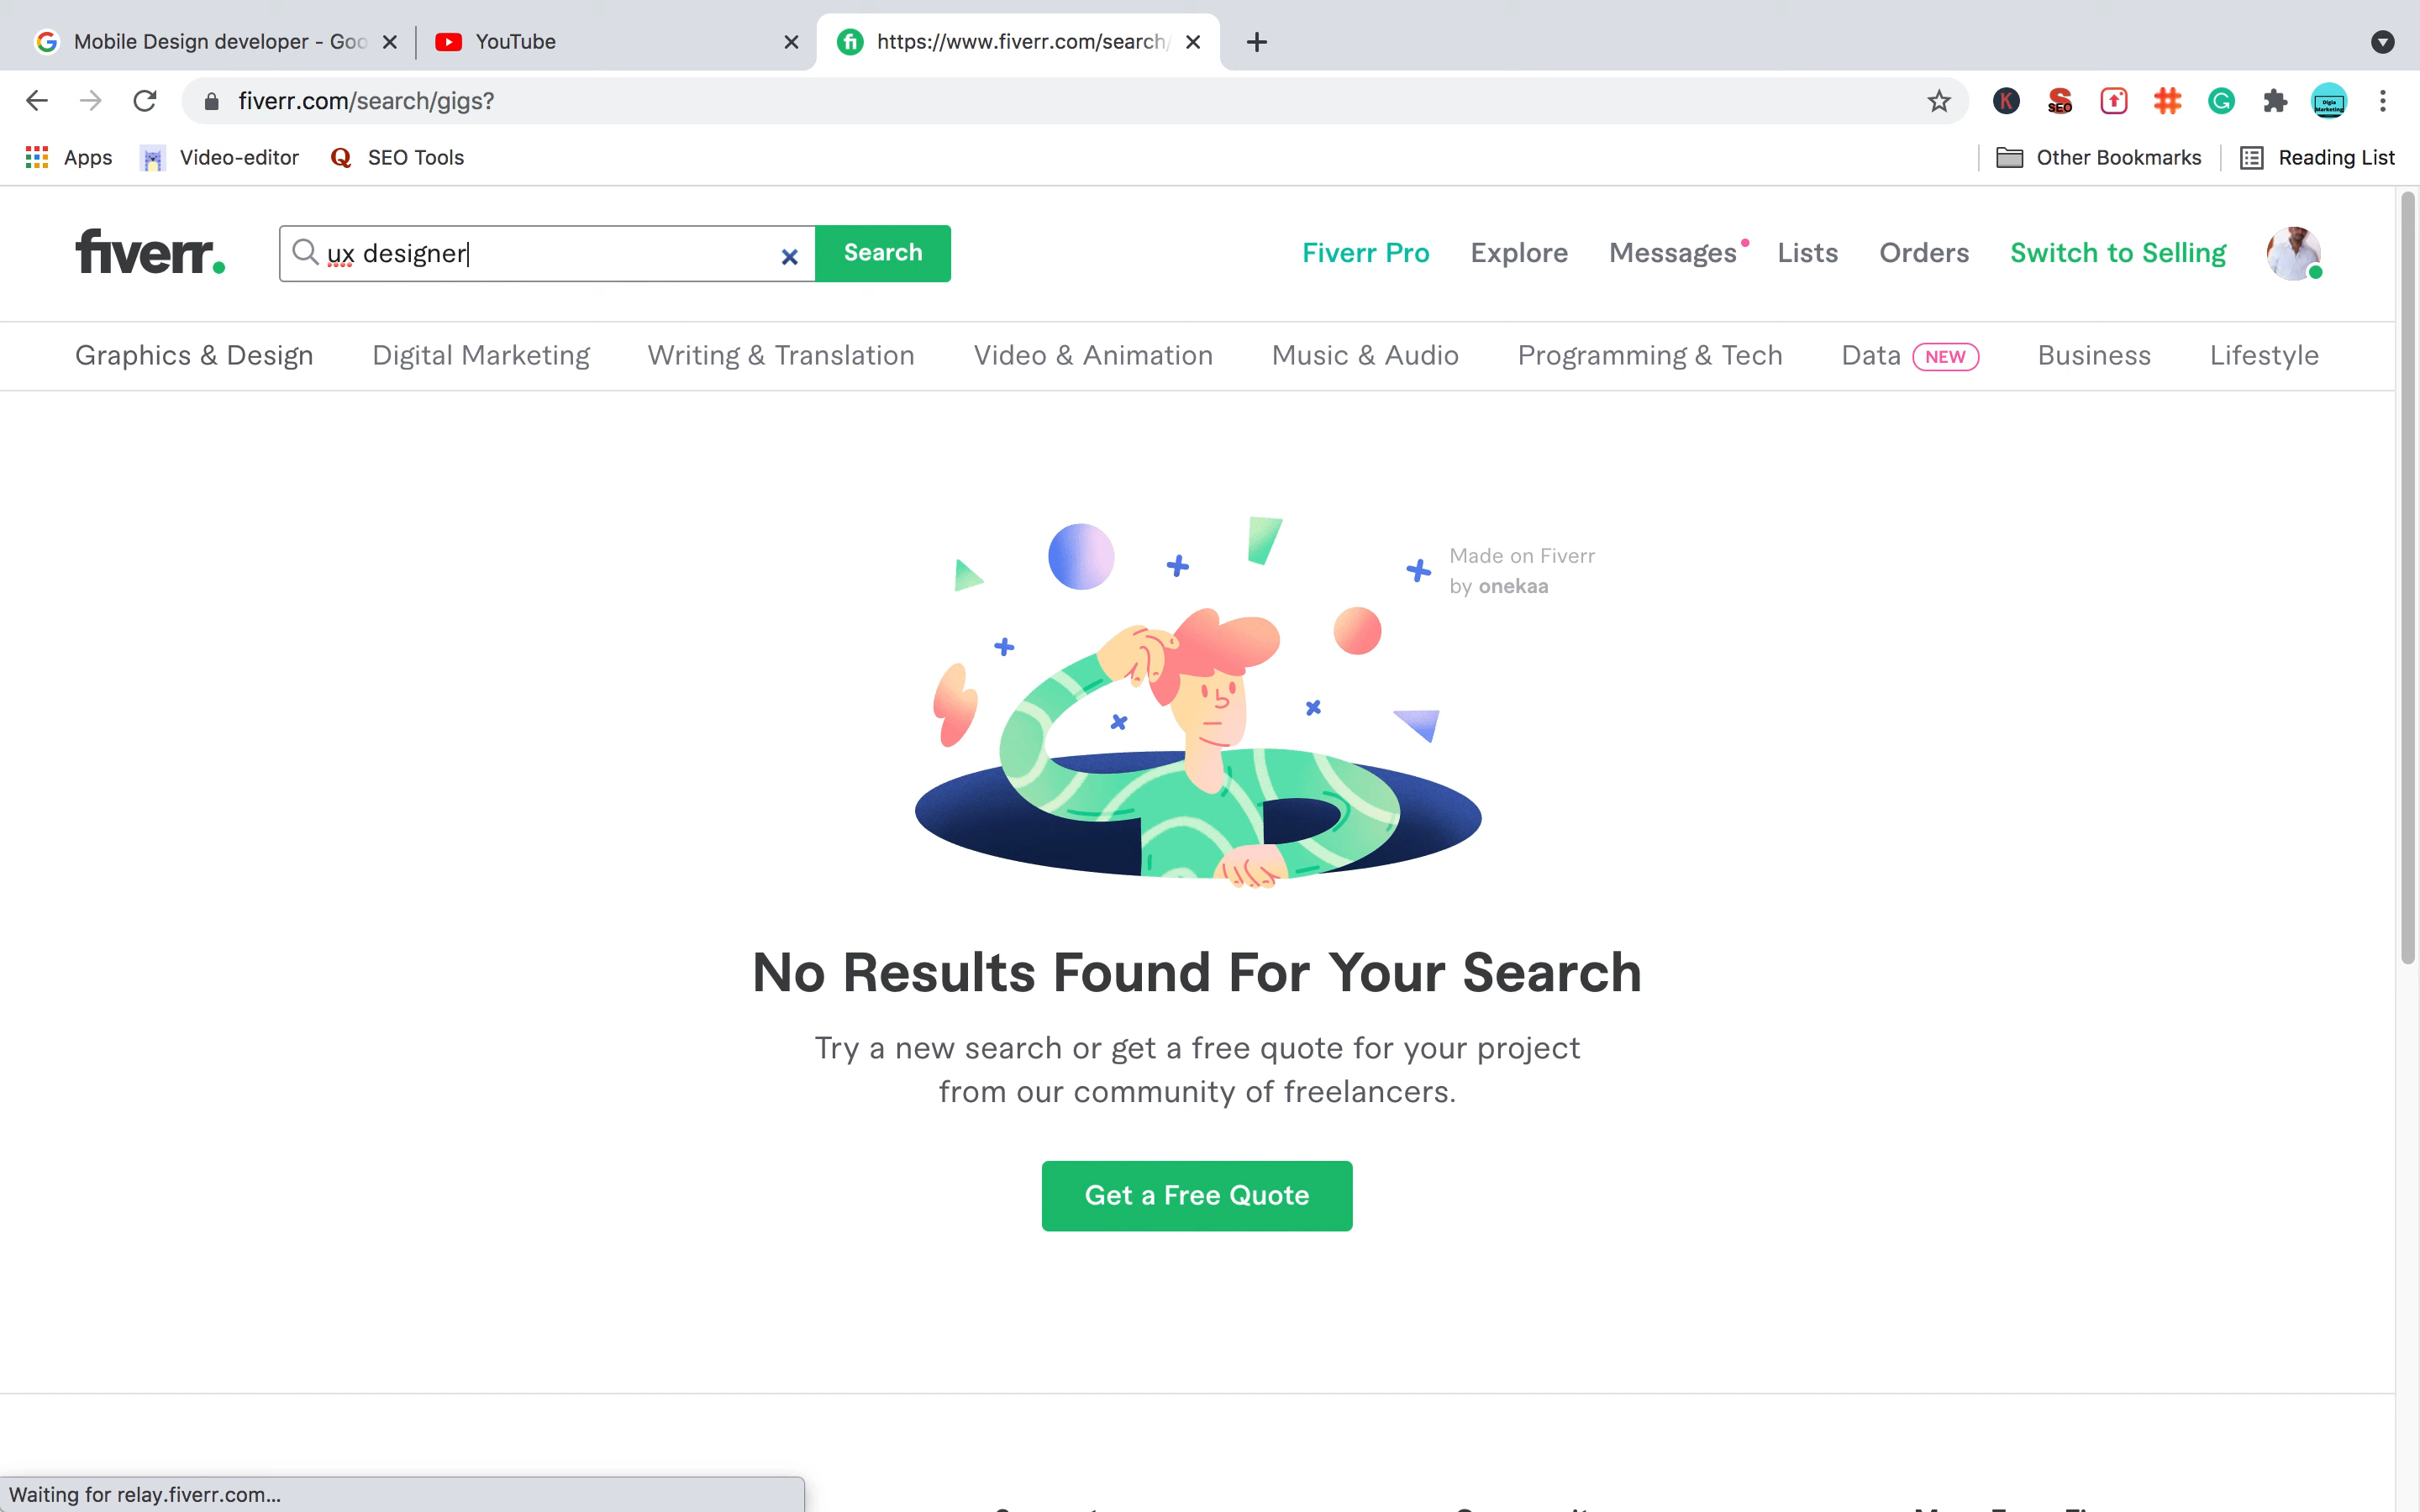 Mobile Design developer - Goo
YouTube
https://www.fiverr.com/search/
fiverr.com/search/gigs?
Apps
Video-editor
SEO Tools
Other Bookmarks
Reading List
fiverr.
ux designer
Search
Fiverr Pro
Explore
Messages
Lists
Orders
Switch to Selling
Graphics & Design
Digital Marketing
Writing & Translation
Video & Animation
Music & Audio
Programming & Tech
Data NEW
Business
Lifestyle
Made on Fiverr
by onekaa
No Results Found For Your Search
Try a new search or get a free quote for your project
from our community of freelancers.
Get a Free Quote
Waiting for relay.fiverr.com...